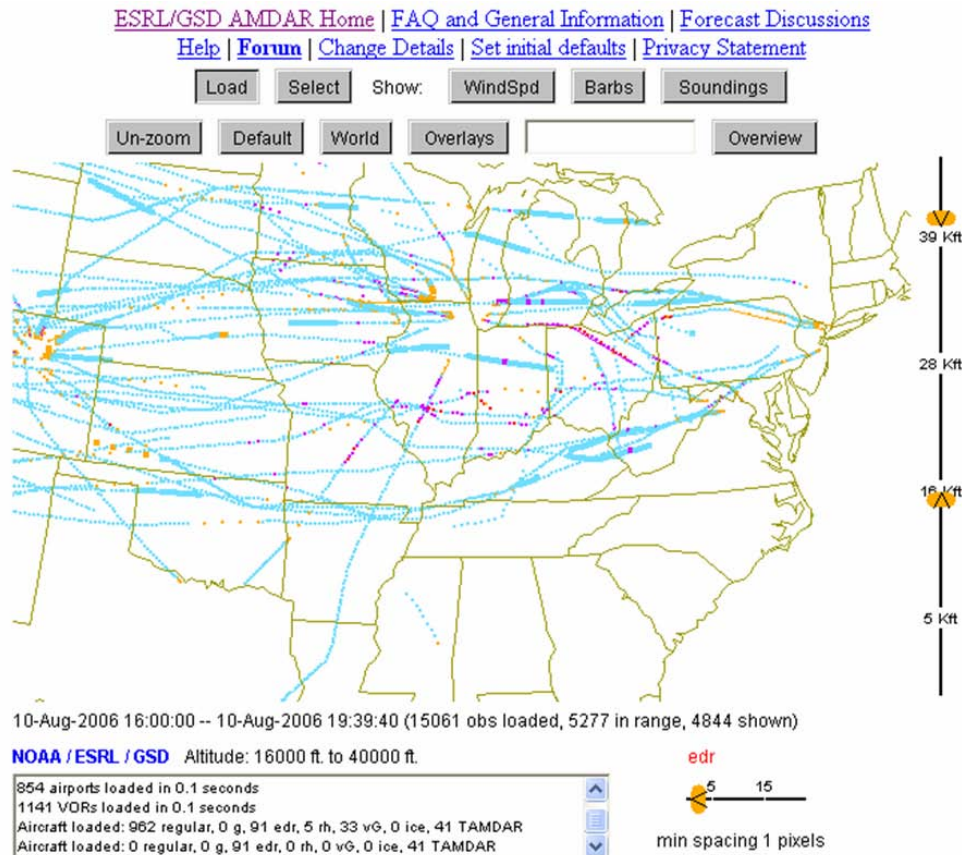 ESRL/GSD AMDAR Home | FAQ and General Information | Forecast Discussions
Help | Forum | Change Details | Set initial defaults | Privacy Statement
Load Select Show: WindSpd Barbs Soundings
Un-zoom Default World Overlays Overview
39 Kft
28 Kft
16 Kft
5 Kft
10-Aug-2006 16:00:00 -- 10-Aug-2006 19:39:40 (15061 obs loaded, 5277 in range, 4844 shown)
NOAA / ESRL / GSD Altitude: 16000 ft. to 40000 ft. edr
854 airports loaded in 0.1 seconds
1141 VORs loaded in 0.1 seconds
Aircraft loaded: 962 regular, 0 g, 91 edr, 5 rh, 33 vG, 0 ice, 41 TAMDAR
Aircraft loaded: 0 regular, 0 g, 91 edr, 0 rh, 0 vG, 0 ice, 41 TAMDAR
5 15
min spacing 1 pixels